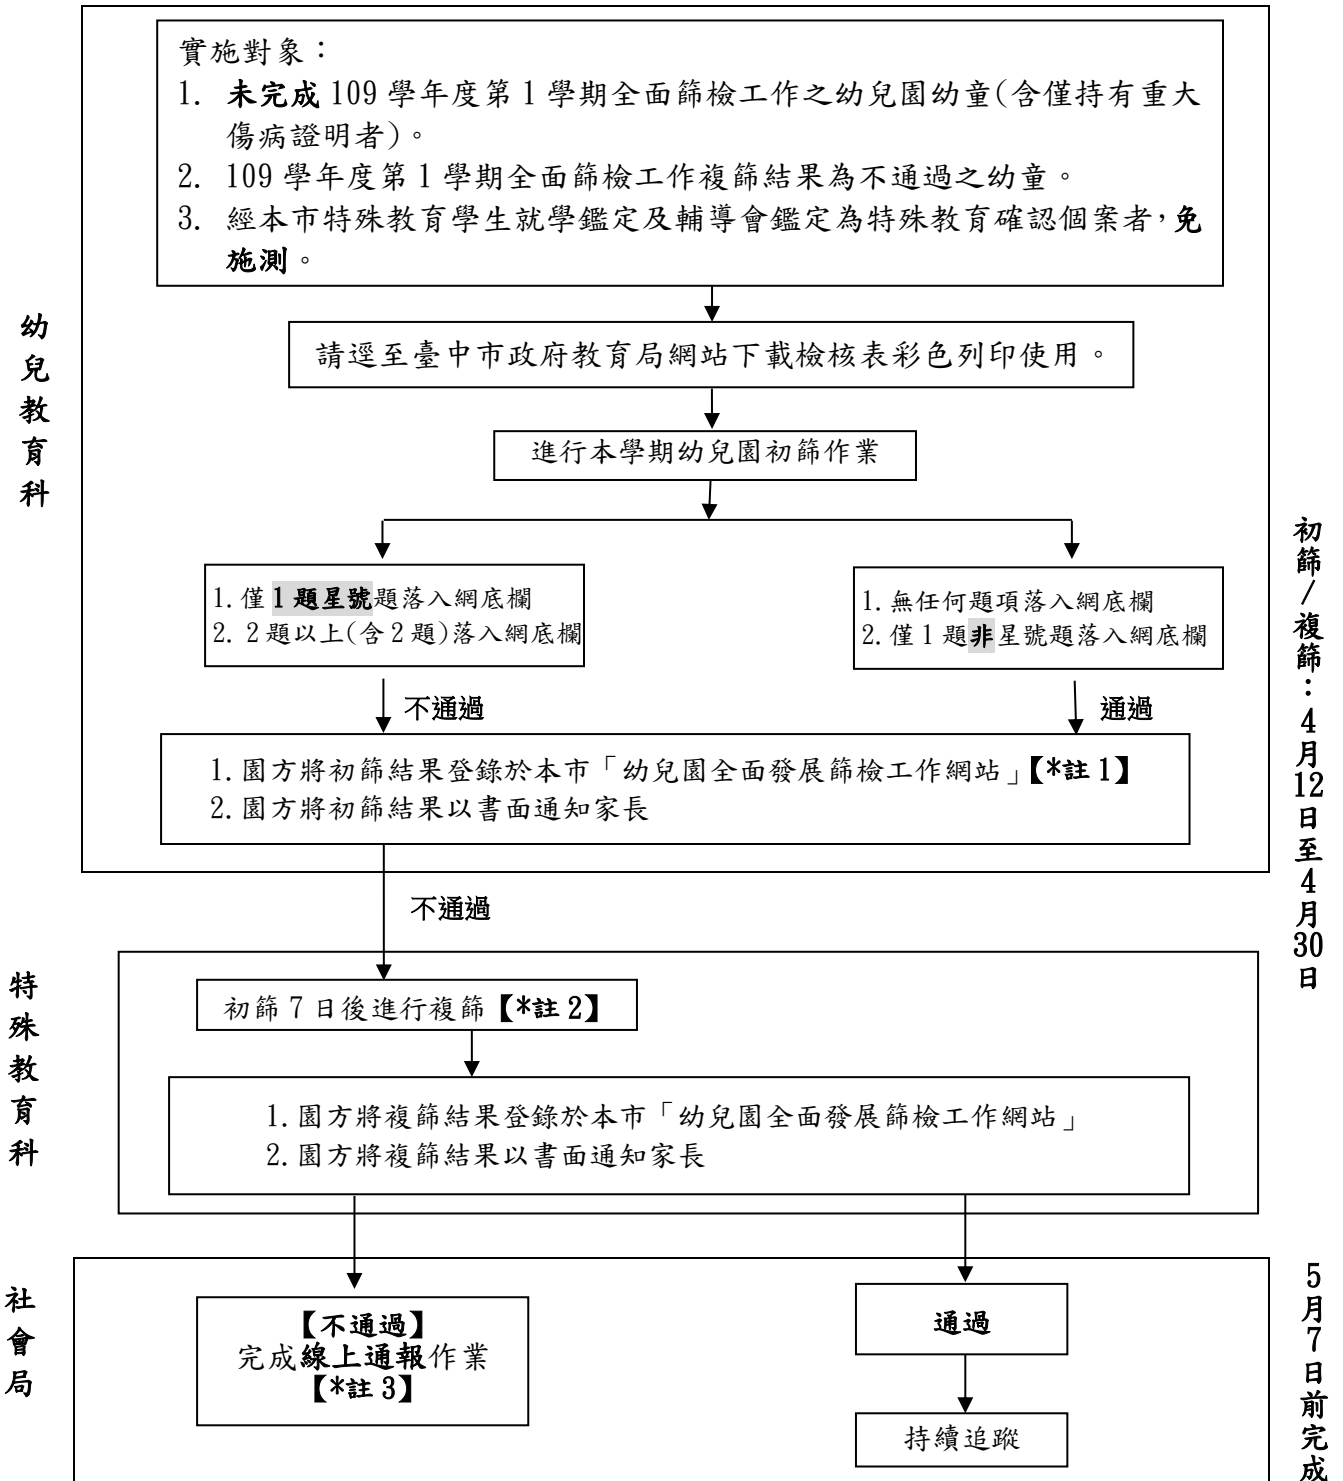 實施對象：
1. 未完成 109 學年度第 1 學期全面篩檢工作之幼兒園幼童(含僅持有重大
傷病證明者)。
2. 109 學年度第 1 學期全面篩檢工作複篩結果為不通過之幼童。
3. 經本市特殊教育學生就學鑑定及輔導會鑑定為特殊教育確認個案者，免
施測。
幼兒教育科
請逕至臺中市政府教育局網站下載檢核表彩色列印使用。
進行本學期幼兒園初篩作業
1. 僅 1 題星號題落入網底欄
2. 2 題以上(含 2 題)落入網底欄
1. 無任何題項落入網底欄
2. 僅 1 題非星號題落入網底欄
初篩/複篩：4月12日至4月30日
不通過
通過
1. 園方將初篩結果登錄於本市「幼兒園全面發展篩檢工作網站」【*註 1】
2. 園方將初篩結果以書面通知家長
不通過
特殊教育科
初篩 7 日後進行複篩【*註 2】
1. 園方將複篩結果登錄於本市「幼兒園全面發展篩檢工作網站」
2. 園方將複篩結果以書面通知家長
社會局
【不通過】
完成線上通報作業
【*註 3】
通過
持續追蹤
5月7日前完成